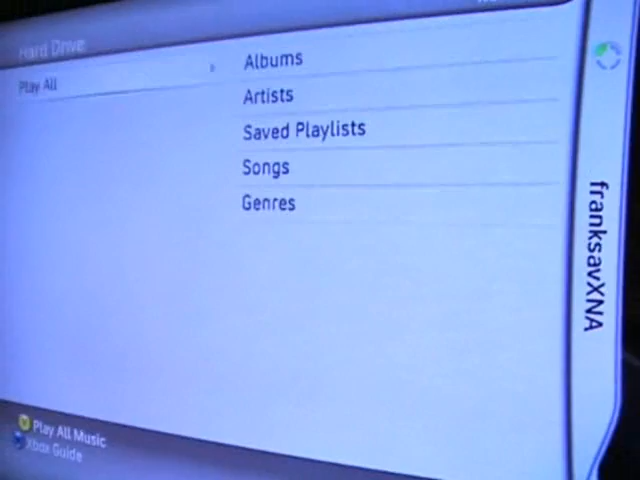 Hard Drive
Play All
Albums
Artists
Saved Playlists
Songs
Genres
franksavXNA
Play All Music
Xbox Guide